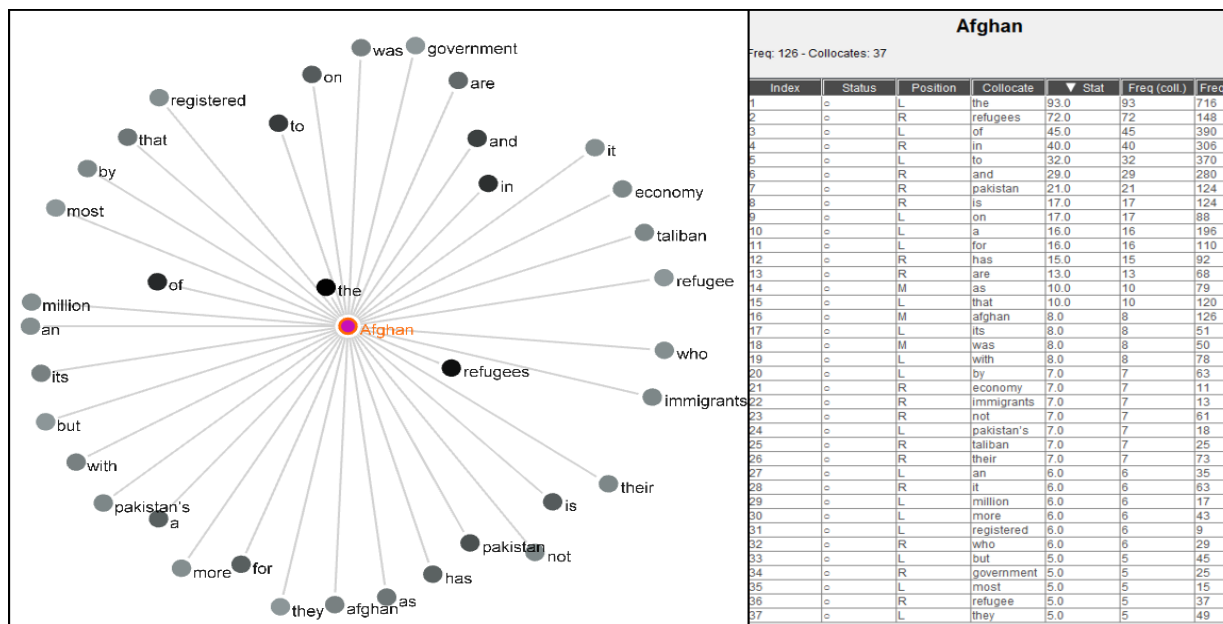 was
government
on
are
registered
to
that
and
it
by
in
economy
most
taliban
of
the
refugee
million
an
Afghan
who
its
refugees
immigrants
but
with
their
pakistan's
a
is
pakistan
not
more
for
has
they
afghan
as
Afghan
Freq: 126 - Collocates: 37
Index Status Position Collocate ▼ Stat Freq (coll.) Freq
1 ○ L the 93.0 93 716
2 ○ R refugees 72.0 72 148
3 ○ L of 45.0 45 390
4 ○ R in 40.0 40 306
5 ○ L to 32.0 32 370
6 ○ R and 29.0 29 280
7 ○ R pakistan 21.0 21 124
8 ○ R is 17.0 17 124
9 ○ L on 17.0 17 88
10 ○ L a 16.0 16 196
11 ○ L for 16.0 16 110
12 ○ R has 15.0 15 92
13 ○ R are 13.0 13 68
14 ○ M as 10.0 10 79
15 ○ L that 10.0 10 120
16 ○ M afghan 8.0 8 126
17 ○ L its 8.0 8 51
18 ○ M was 8.0 8 50
19 ○ L with 8.0 8 78
20 ○ L by 7.0 7 63
21 ○ R economy 7.0 7 11
22 ○ R immigrants 7.0 7 13
23 ○ R not 7.0 7 61
24 ○ L pakistan's 7.0 7 18
25 ○ R taliban 7.0 7 25
26 ○ R their 7.0 7 73
27 ○ L an 6.0 6 35
28 ○ R it 6.0 6 63
29 ○ L million 6.0 6 17
30 ○ L more 6.0 6 43
31 ○ L registered 6.0 6 9
32 ○ R who 6.0 6 29
33 ○ L but 5.0 5 45
34 ○ R government 5.0 5 25
35 ○ L most 5.0 5 15
36 ○ R refugee 5.0 5 37
37 ○ L they 5.0 5 49